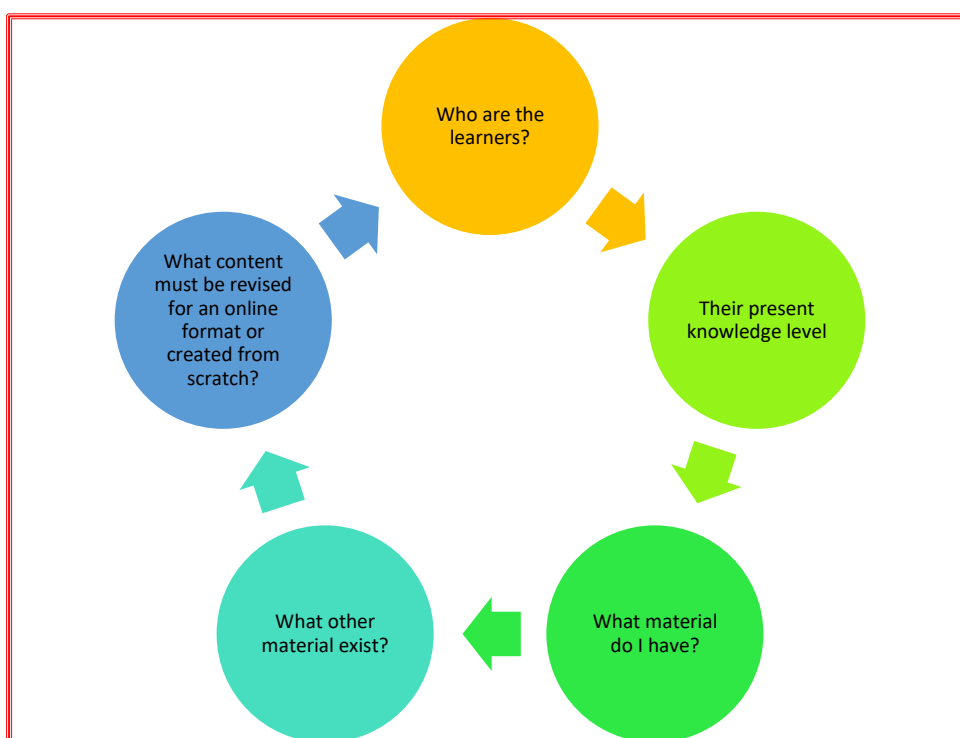 Who are the
learners?
Their present
knowledge level
What material
do I have?
What other
material exist?
What content
must be revised
for an online
format or
created from
scratch?